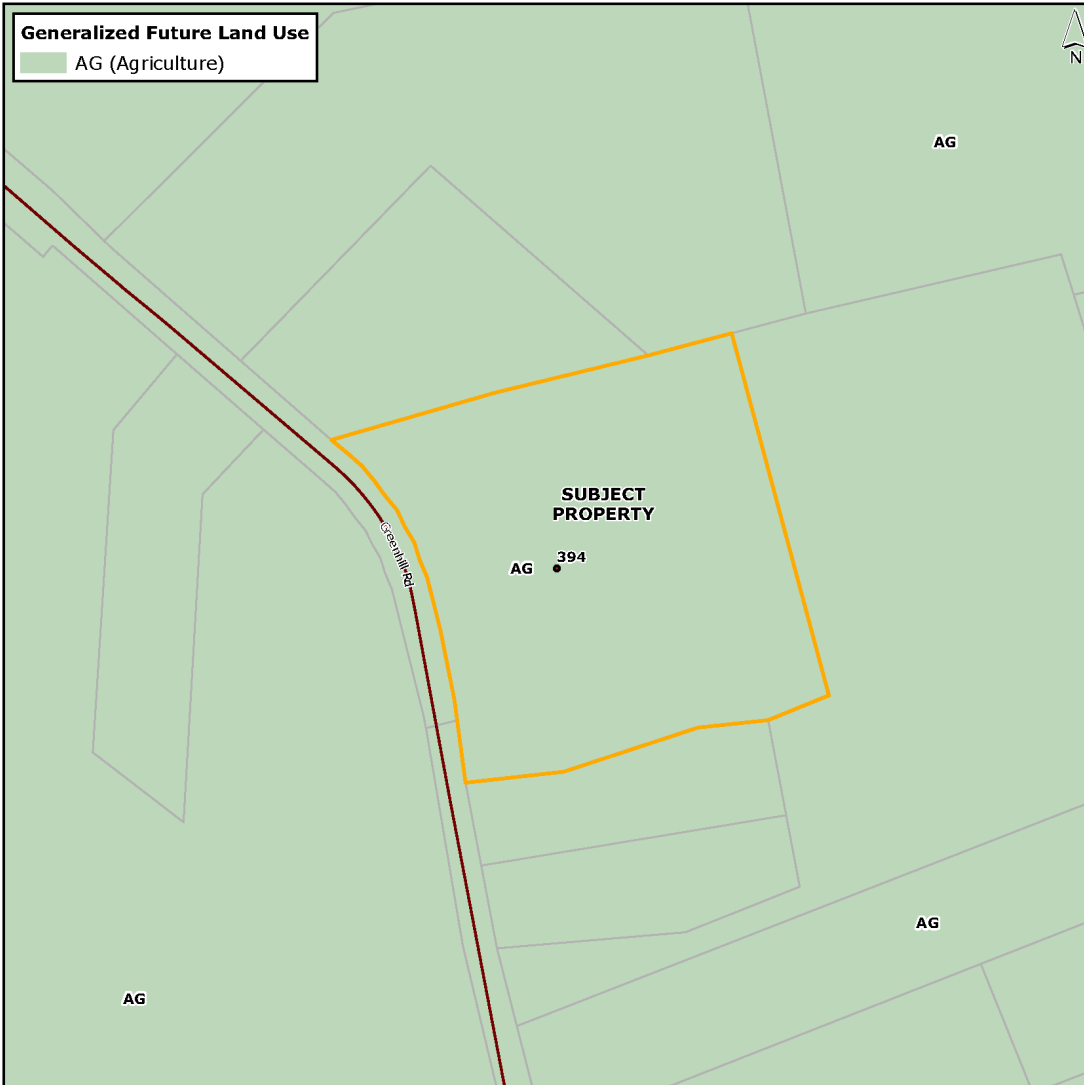 Generalized Future Land Use
AG (Agriculture)
N
AG
SUBJECT
PROPERTY
394
AG
Greenhill Rd
AG
AG